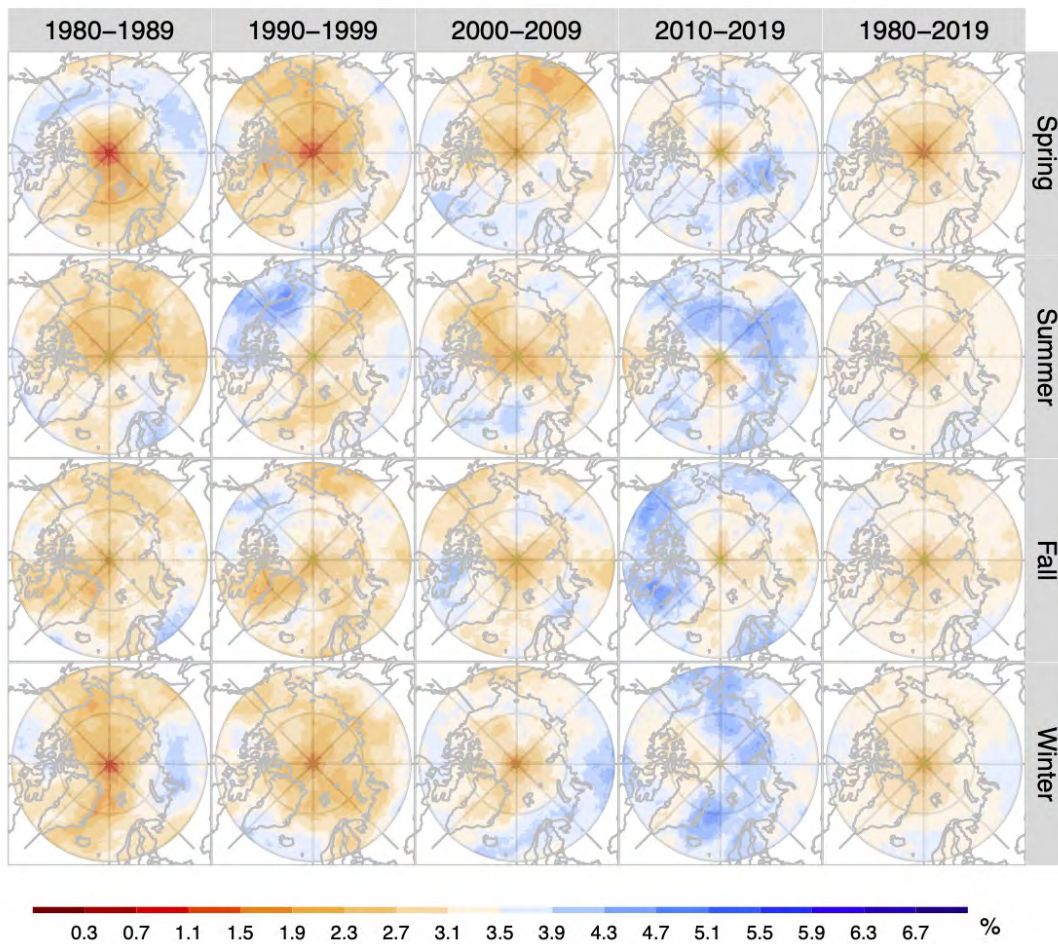 1980–1989 1990–1999 2000–2009 2010–2019 1980–2019
Spring
Summer
Fall
Winter
0.3 0.7 1.1 1.5 1.9 2.3 2.7 3.1 3.5 3.9 4.3 4.7 5.1 5.5 5.9 6.3 6.7 %